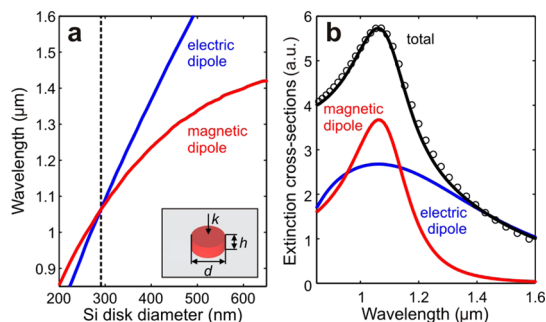 a
1.6
1.5
1.4
1.3
1.2
1.1
1
0.9
Wavelength (μm)
200
300
400
500
600
Si disk diameter (nm)
electric
dipole
magnetic
dipole
k
h
d
b
6
5
4
3
2
1
0
Extinction cross-sections (a.u.)
1
1.2
1.4
1.6
Wavelength (μm)
total
magnetic
dipole
electric
dipole